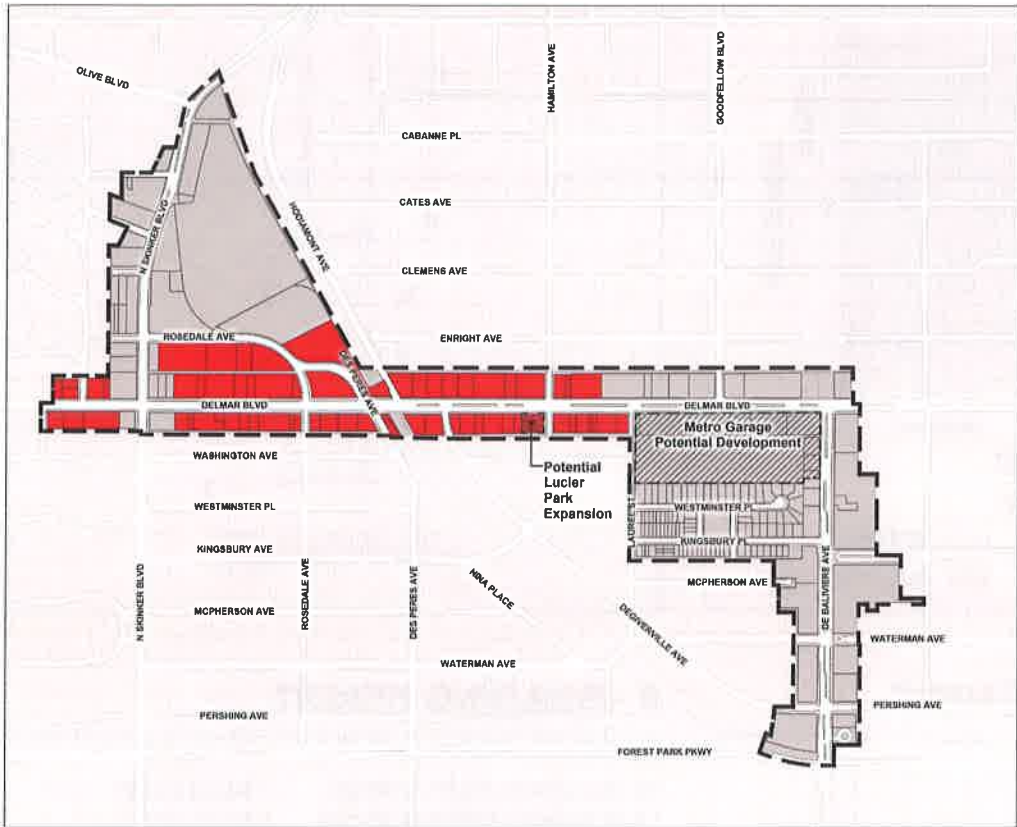 OLIVE BLVD
HAMILTON AVE
GOODFELLOW BLVD
CABANNE PL
CATES AVE
HODIAMONT AVE
N SKINKER BLVD
CLEMENS AVE
ROSEDALE AVE
ENRIGHT AVE
DES PERES AVE
DELMAR BLVD
DELMAR BLVD
Metro Garage
Potential Development
WASHINGTON AVE
Potential
Lucier
Park
Expansion
WESTMINSTER PL
WESTMINSTER PL
LAUREL ST
KINGSBURY AVE
KINGSBURY PL
N SKINKER BLVD
ROSEDALE AVE
DES PERES AVE
NINA PLACE
MCPHERSON AVE
DE BALIVIERE AVE
MCPHERSON AVE
DEGIVERVILLE AVE
WATERMAN AVE
WATERMAN AVE
PERSHING AVE
PERSHING AVE
FOREST PARK PKWY